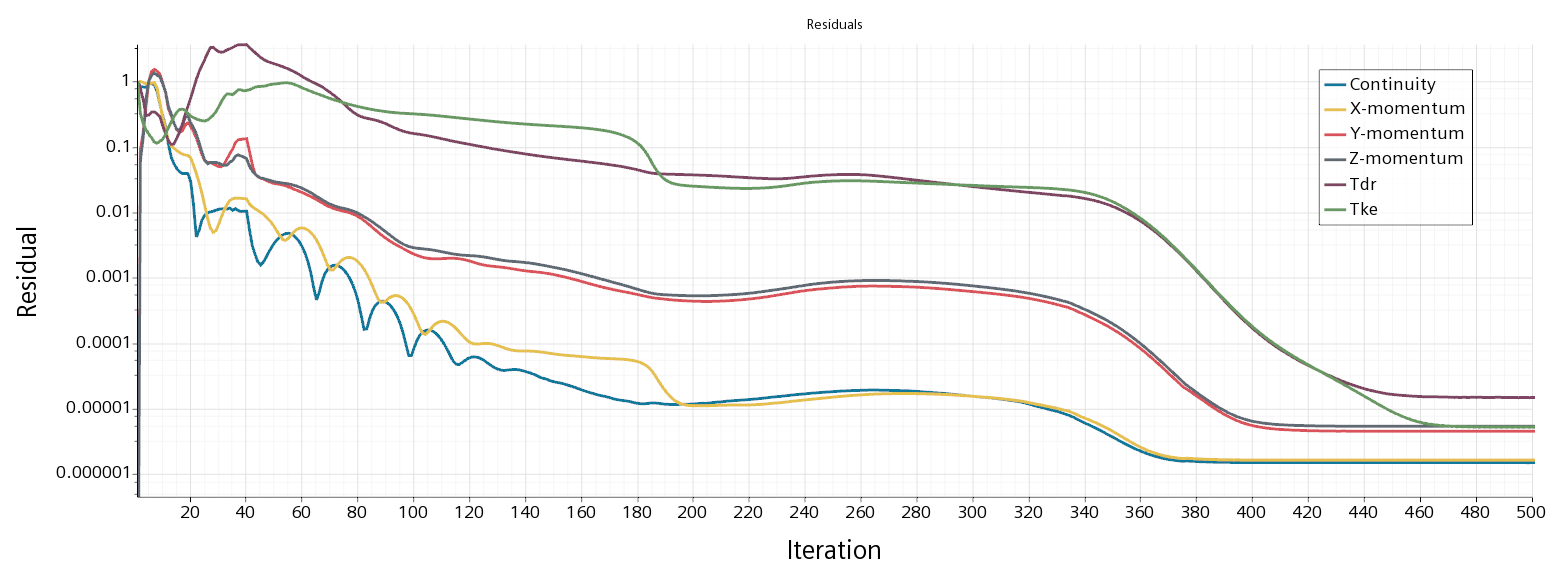 Residuals
Residual
1
0.1
0.01
0.001
0.0001
0.00001
0.000001
Continuity
X-momentum
Y-momentum
Z-momentum
Tdr
Tke
20 40 60 80 100 120 140 160 180 200 220 240 260 280 300 320 340 360 380 400 420 440 460 480 500
Iteration